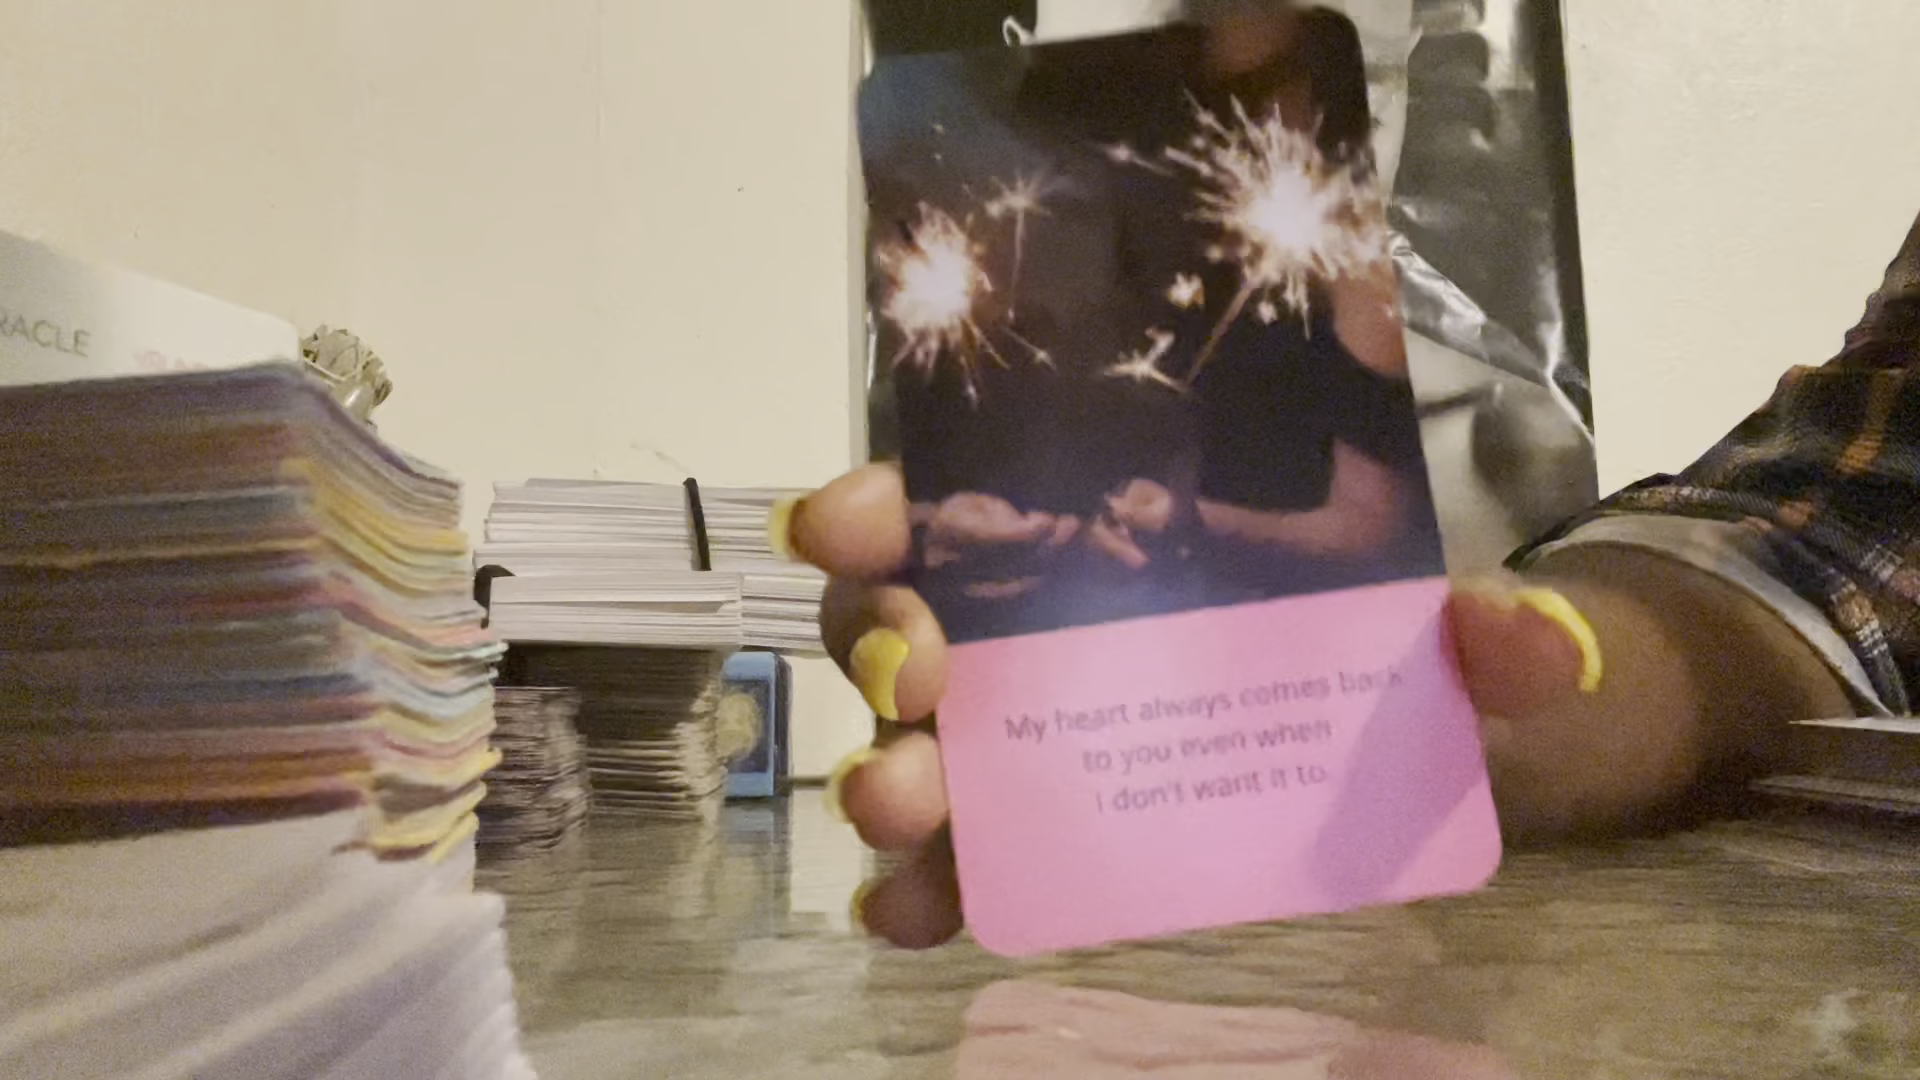 RACLE
My heart always comes back
to you even when
I don't want it to.